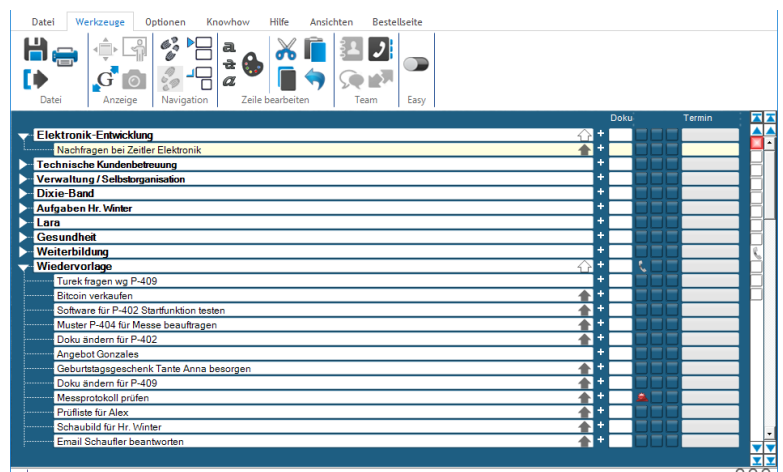 Datei Werkzeuge Optionen Knowhow Hilfe Ansichten Bestellseite
Datei Anzeige Navigation Zeile bearbeiten Team Easy
Doku Termin
Elektronik-Entwicklung
Nachfragen bei Zeitler Elektronik
Technische Kundenbetreuung
Verwaltung / Selbstorganisation
Dixie-Band
Aufgaben Hr. Winter
Lara
Gesundheit
Weiterbildung
Wiedervorlage
Turek fragen wg P-409
Bitcoin verkaufen
Software für P-402 Startfunktion testen
Muster P-404 für Messe beauftragen
Doku ändern für P-402
Angebot Gonzales
Geburtstagsgeschenk Tante Anna besorgen
Doku ändern für P-409
Messprotokoll prüfen
Prüfliste für Alex
Schaubild für Hr. Winter
Email Schaufler beantworten